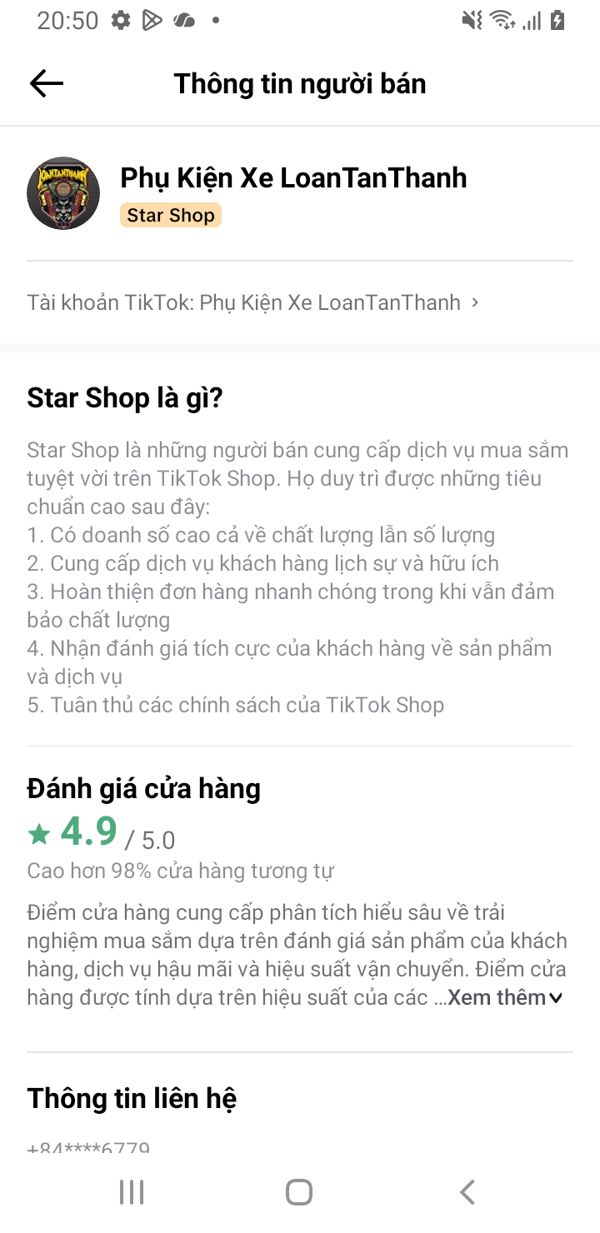 20:50
Thông tin người bán
LOANTANTHANH
Phụ Kiện Xe LoanTanThanh
Star Shop
Tài khoản TikTok: Phụ Kiện Xe LoanTanThanh >
Star Shop là gì?
Star Shop là những người bán cung cấp dịch vụ mua sắm
tuyệt vời trên TikTok Shop. Họ duy trì được những tiêu
chuẩn cao sau đây:
1. Có doanh số cao cả về chất lượng lẫn số lượng
2. Cung cấp dịch vụ khách hàng lịch sự và hữu ích
3. Hoàn thiện đơn hàng nhanh chóng trong khi vẫn đảm
bảo chất lượng
4. Nhận đánh giá tích cực của khách hàng về sản phẩm
và dịch vụ
5. Tuân thủ các chính sách của TikTok Shop
Đánh giá cửa hàng
4.9 / 5.0
Cao hơn 98% cửa hàng tương tự
Điểm cửa hàng cung cấp phân tích hiểu sâu về trải
nghiệm mua sắm dựa trên đánh giá sản phẩm của khách
hàng, dịch vụ hậu mãi và hiệu suất vận chuyển. Điểm cửa
hàng được tính dựa trên hiệu suất của các ...Xem thêm
Thông tin liên hệ
+84****6779